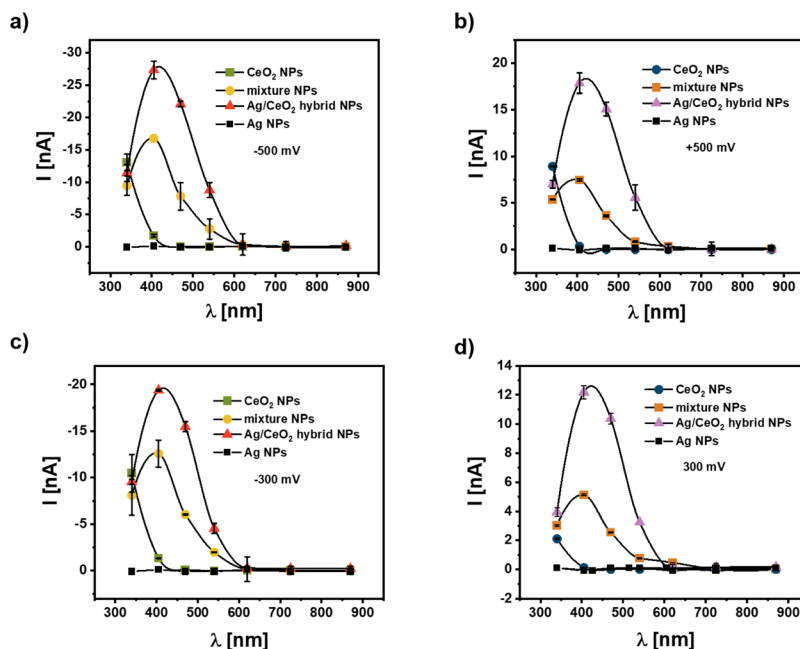 a)
I [nA]
-30
-25
-20
-15
-10
-5
0
300 400 500 600 700 800 900
λ [nm]
CeO₂ NPs
mixture NPs
Ag/CeO₂ hybrid NPs
Ag NPs
-500 mV
b)
I [nA]
20
15
10
5
0
300 400 500 600 700 800 900
λ [nm]
CeO₂ NPs
mixture NPs
Ag/CeO₂ hybrid NPs
Ag NPs
+500 mV
c)
I [nA]
-20
-15
-10
-5
0
300 400 500 600 700 800 900
λ [nm]
CeO₂ NPs
mixture NPs
Ag/CeO₂ hybrid NPs
Ag NPs
-300 mV
d)
I [nA]
14
12
10
8
6
4
2
0
-2
300 400 500 600 700 800 900
λ [nm]
CeO₂ NPs
mixture NPs
Ag/CeO₂ hybrid NPs
Ag NPs
300 mV